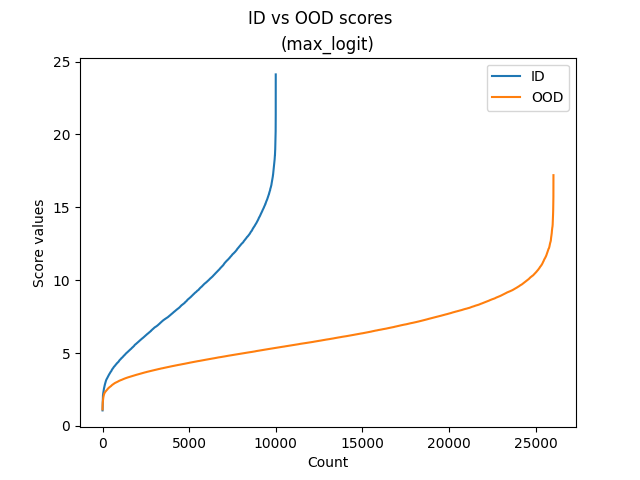 ID vs OOD scores
(max_logit)
25
20
15
10
5
0
Score values
ID
OOD
0
5000
10000
15000
20000
25000
Count